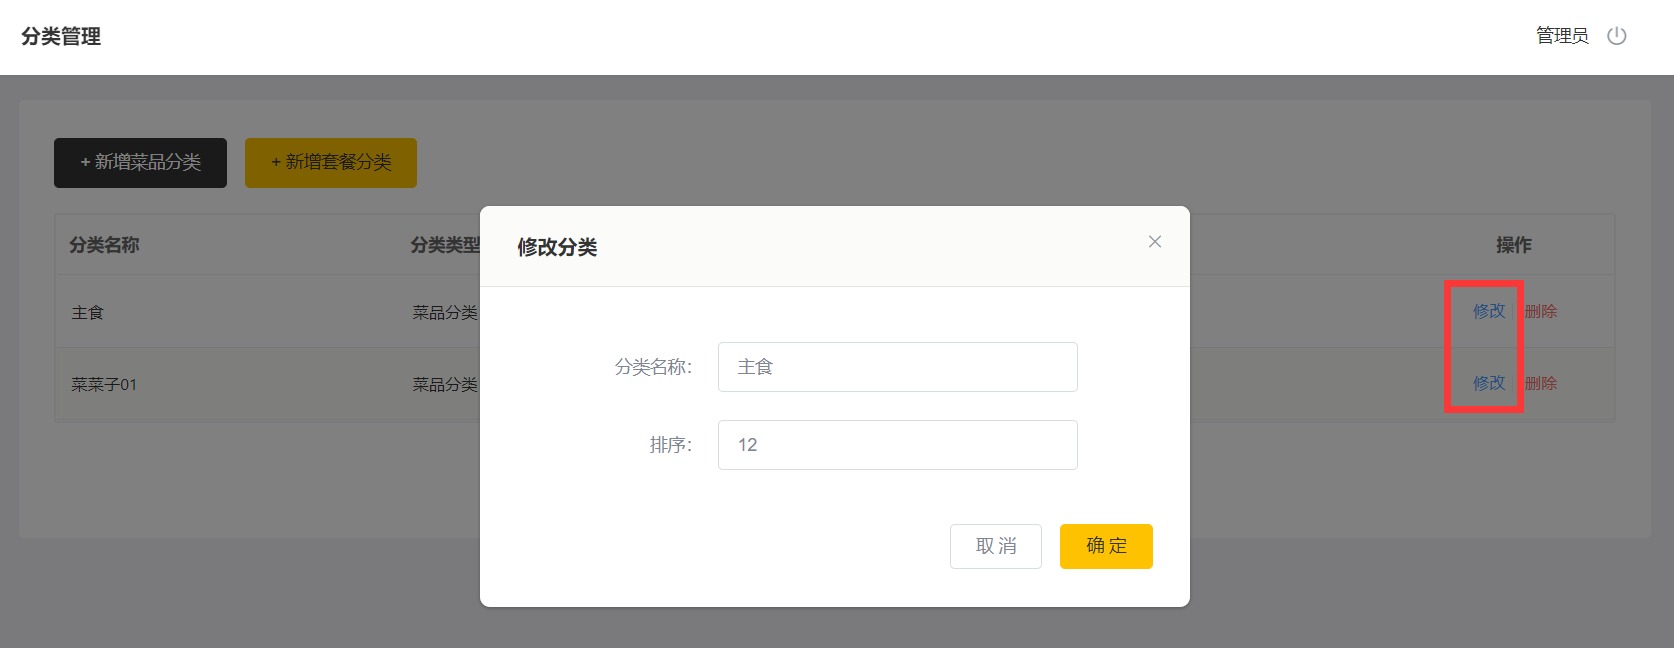 分类管理
管理员
+ 新增菜品分类
+ 新增套餐分类
分类名称
分类类型
操作
主食
菜品分类
修改
删除
菜菜子01
菜品分类
修改
删除
修改分类
分类名称:
主食
排序:
12
取 消
确 定